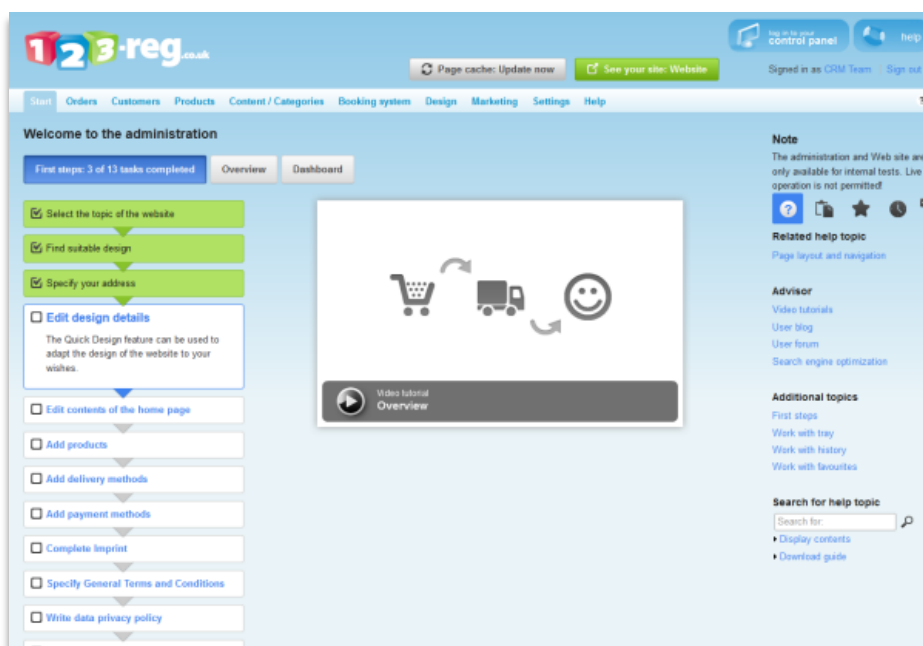 123-reg.co.uk
log in to your
control panel
help
Page cache: Update now
See your site: Website
Signed in as CRM Team
Sign out
Start Orders Customers Products Content / Categories Booking system Design Marketing Settings Help
Welcome to the administration
First steps: 3 of 13 tasks completed
Overview
Dashboard
Select the topic of the website
Find suitable design
Specify your address
Edit design details
The Quick Design feature can be used to
adapt the design of the website to your
wishes.
Edit contents of the home page
Add products
Add delivery methods
Add payment methods
Complete Imprint
Specify General Terms and Conditions
Write data privacy policy
Video tutorial
Overview
Note
The administration and Web site are
only available for internal tests. Live
operation is not permitted!
Related help topic
Page layout and navigation
Advisor
Video tutorials
User blog
User forum
Search engine optimization
Additional topics
First steps
Work with tray
Work with history
Work with favourites
Search for help topic
Search for:
Display contents
Download guide